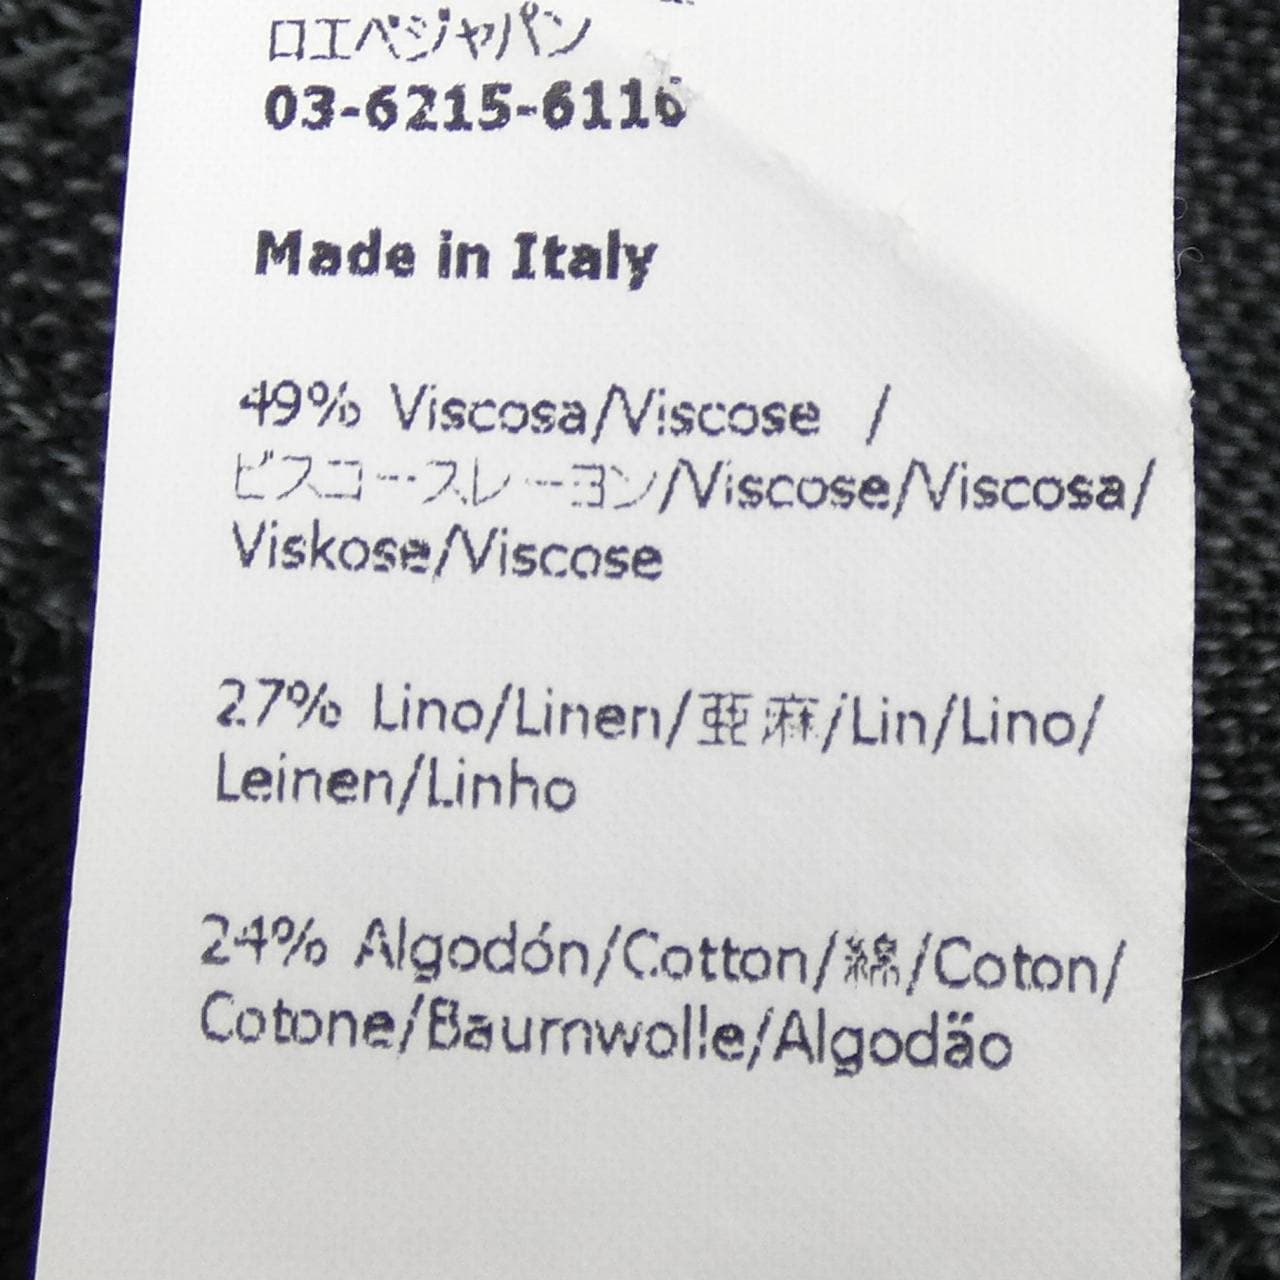 ロエベジャパン
03-6215-6116
Made in Italy
49% Viscosa/Viscose /
ビスコースレーヨン/Viscose/Viscosa/
Viskose/Viscose
27% Lino/Linen/亜麻/Lin/Lino/
Leinen/Linho
24% Algodón/Cotton/綿/Coton/
Cotone/Baumwolle/Algodão